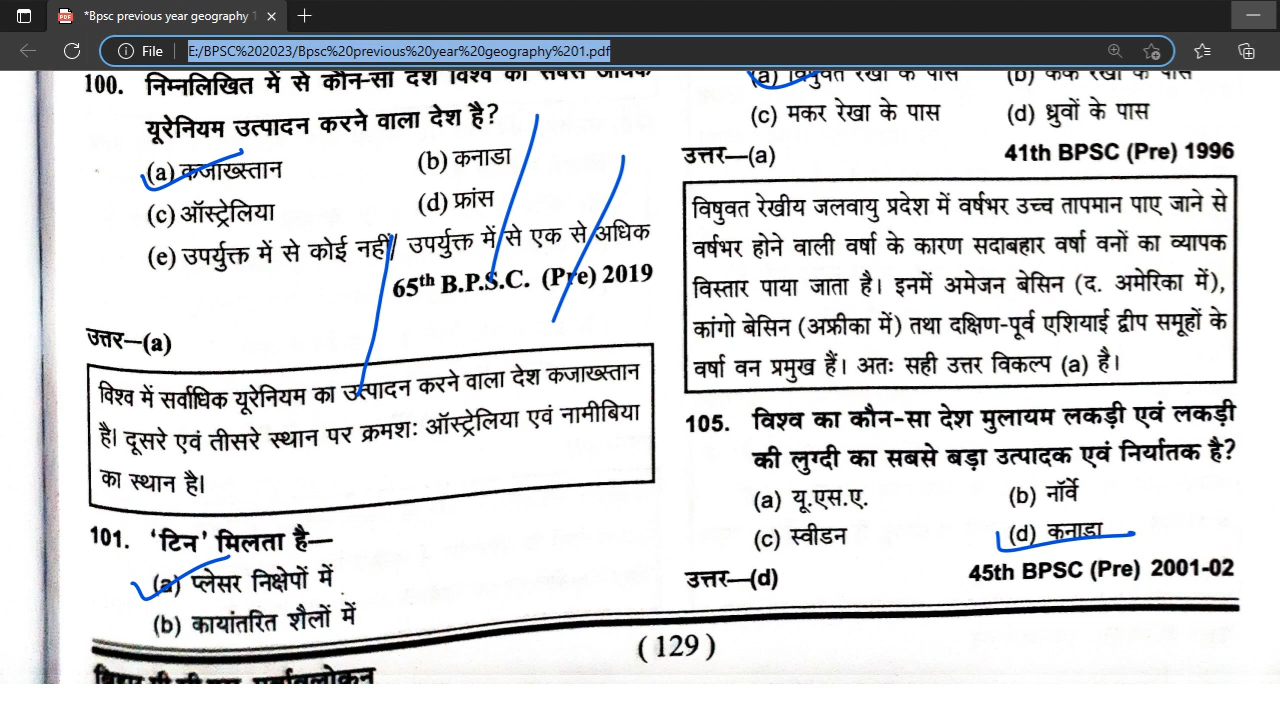 *Bpsc previous year geography 1
File
E:/BPSC%202023/Bpsc%20previous%20year%20geography%201.pdf
100. निम्नलिखित में से कौन-सा देश विश्व का सबसे अधिक
यूरेनियम उत्पादन करने वाला देश है?
(a) कजाख्स्तान (b) कनाडा
(c) ऑस्ट्रेलिया (d) फ्रांस
(e) उपर्युक्त में से कोई नहीं/ उपर्युक्त में से एक से अधिक
65th B.P.S.C. (Pre) 2019
उत्तर—(a)
विश्व में सर्वाधिक यूरेनियम का उत्पादन करने वाला देश कजाख्स्तान
है। दूसरे एवं तीसरे स्थान पर क्रमशः ऑस्ट्रेलिया एवं नामीबिया
का स्थान है।
101. ‘टिन’ मिलता है—
(a) प्लेसर निक्षेपों में
(b) कायांतरित शैलों में
(a) विषुवत रेखा के पास (b) कर्क रेखा के पास
(c) मकर रेखा के पास (d) ध्रुवों के पास
उत्तर—(a) 41th BPSC (Pre) 1996
विषुवत रेखीय जलवायु प्रदेश में वर्षभर उच्च तापमान पाए जाने से
वर्षभर होने वाली वर्षा के कारण सदाबहार वर्षा वनों का व्यापक
विस्तार पाया जाता है। इनमें अमेजन बेसिन (द. अमेरिका में),
कांगो बेसिन (अफ्रीका में) तथा दक्षिण-पूर्व एशियाई द्वीप समूहों के
वर्षा वन प्रमुख हैं। अतः सही उत्तर विकल्प (a) है।
105. विश्व का कौन-सा देश मुलायम लकड़ी एवं लकड़ी
की लुग्दी का सबसे बड़ा उत्पादक एवं निर्यातक है?
(a) यू.एस.ए. (b) नॉर्वे
(c) स्वीडन (d) कनाडा
उत्तर—(d) 45th BPSC (Pre) 2001-02
( 129 )